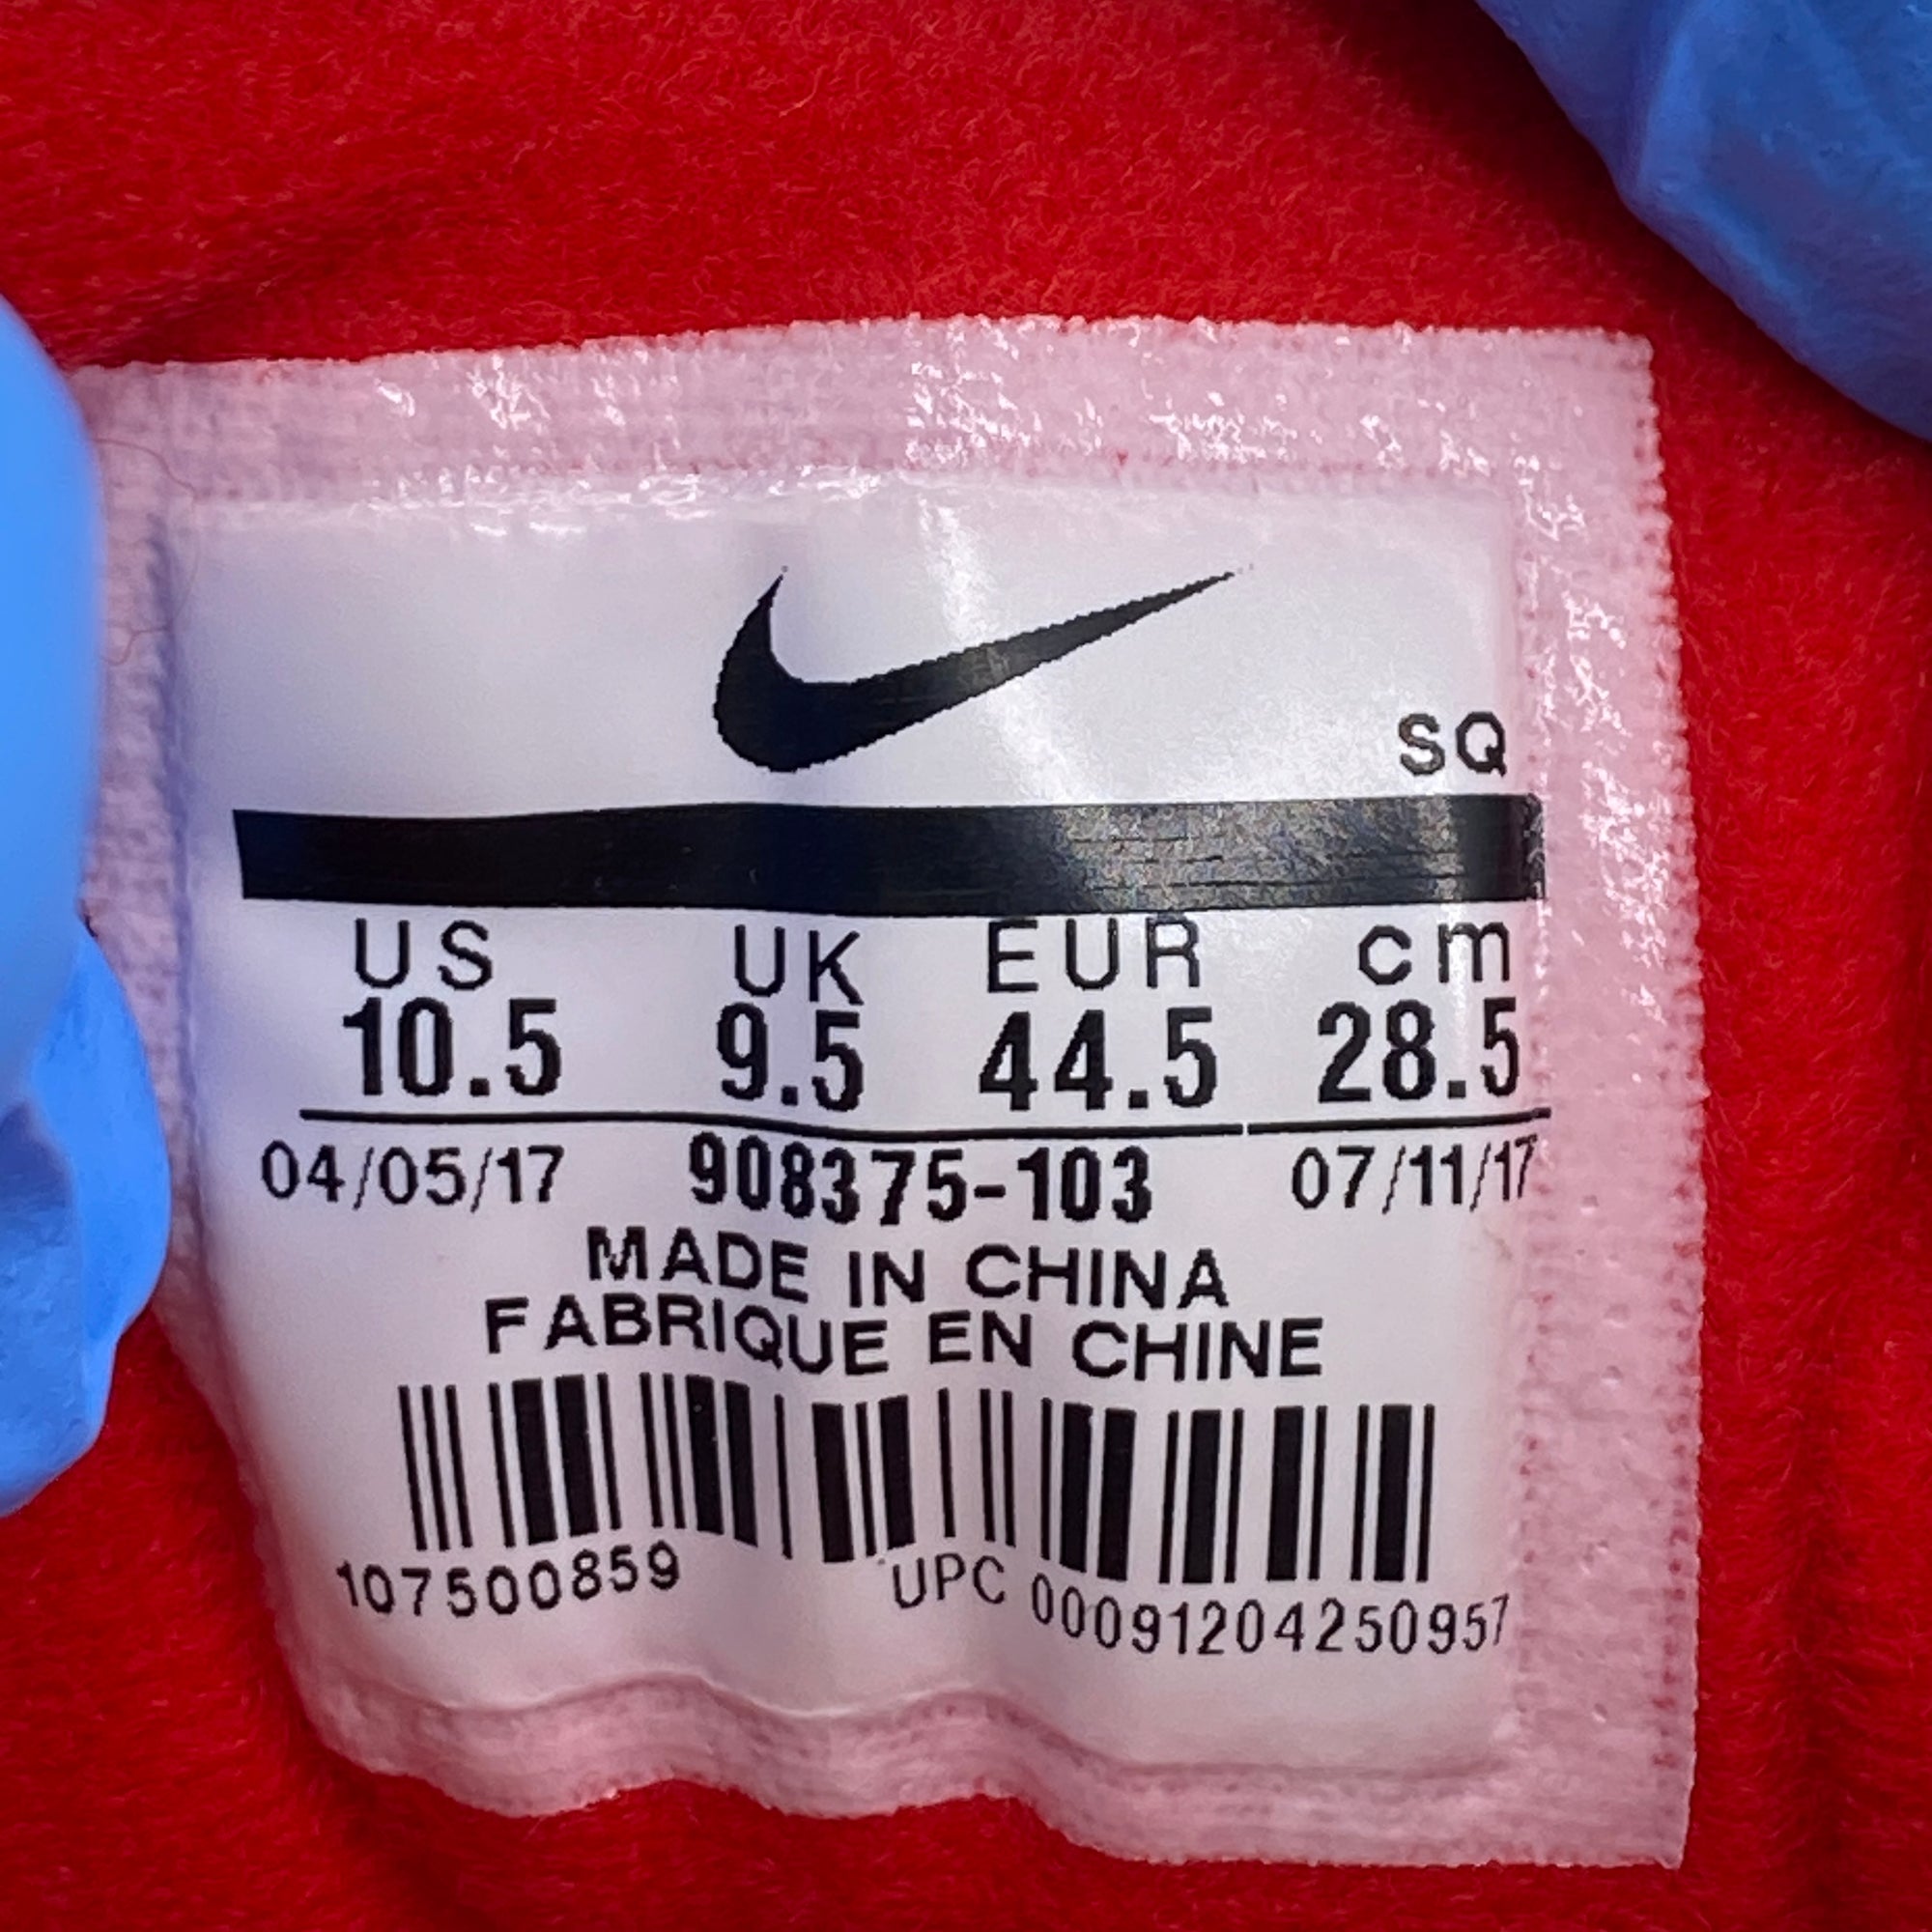 SQ
US UK EUR cm
10.5 9.5 44.5 28.5
04/05/17 908375-103 07/11/17
MADE IN CHINA
FABRIQUE EN CHINE
107500859 UPC 00091204250957